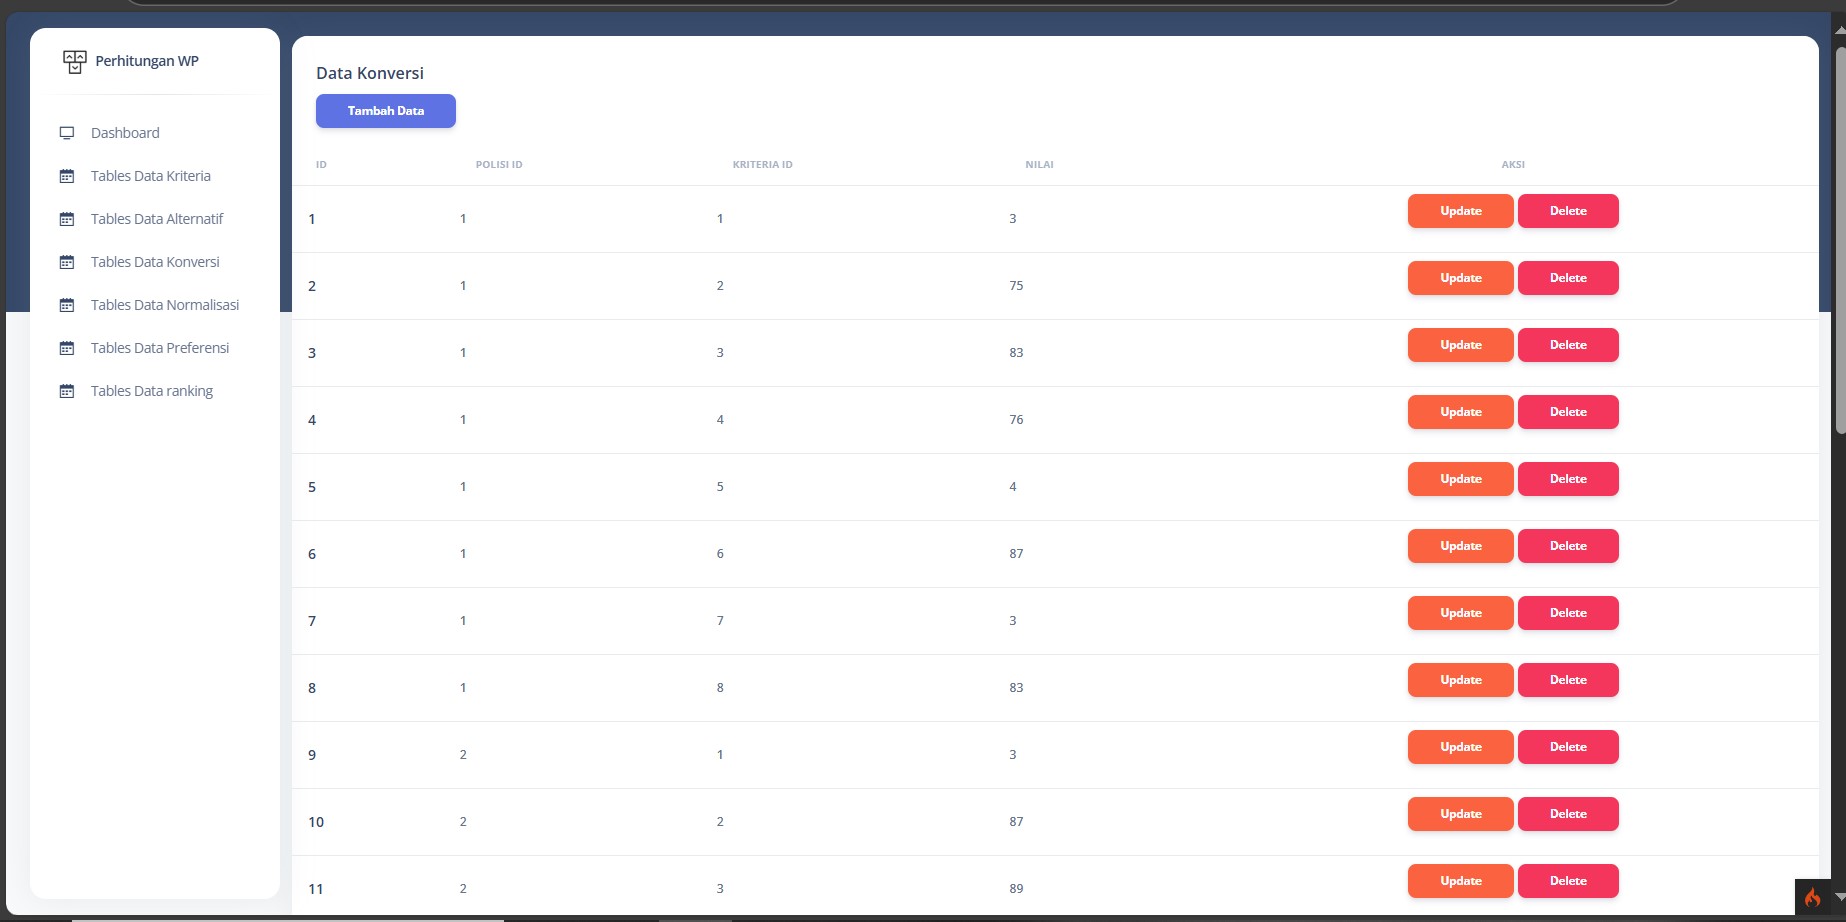 Perhitungan WP
Dashboard
Tables Data Kriteria
Tables Data Alternatif
Tables Data Konversi
Tables Data Normalisasi
Tables Data Preferensi
Tables Data ranking
Data Konversi
Tambah Data
ID POLISI ID KRITERIA ID NILAI AKSI
1 1 1 3 Update Delete
2 1 2 75 Update Delete
3 1 3 83 Update Delete
4 1 4 76 Update Delete
5 1 5 4 Update Delete
6 1 6 87 Update Delete
7 1 7 3 Update Delete
8 1 8 83 Update Delete
9 2 1 3 Update Delete
10 2 2 87 Update Delete
11 2 3 89 Update Delete